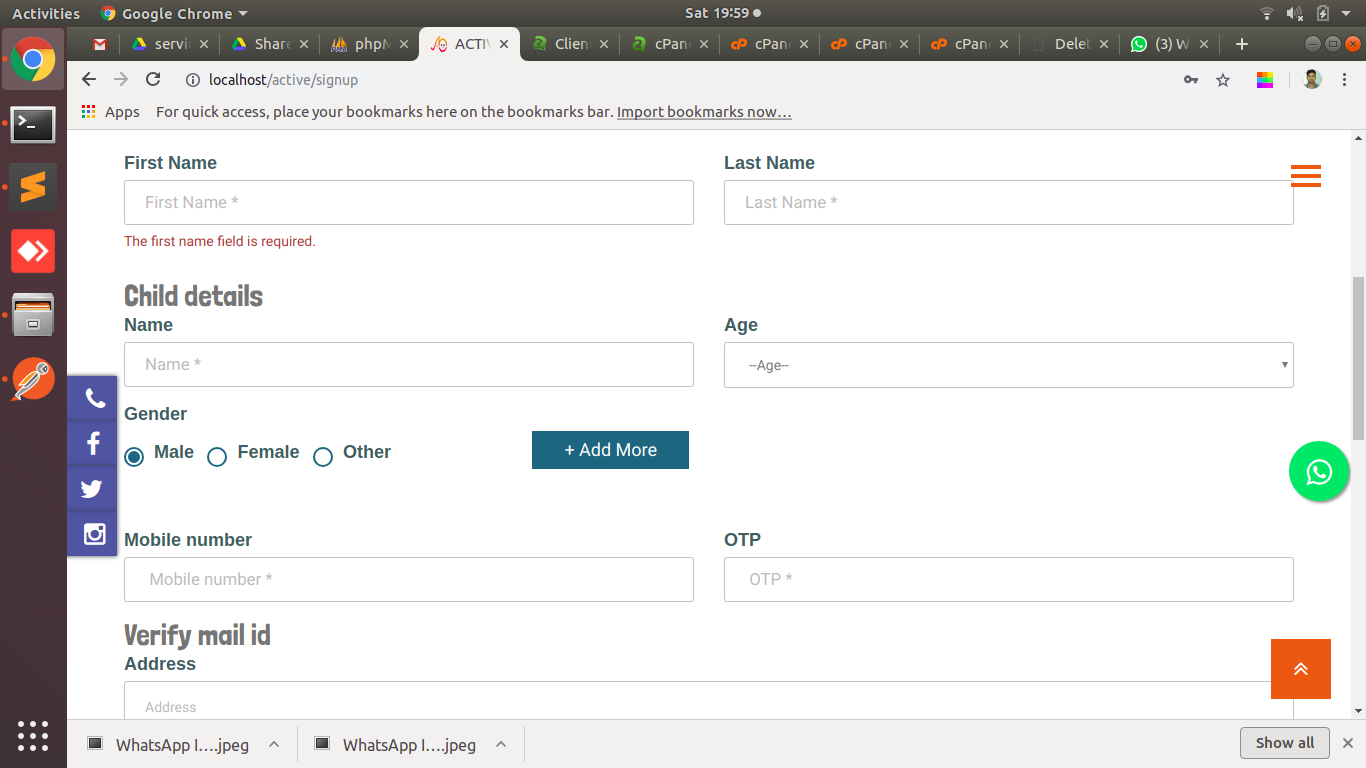 Activities Google Chrome Sat 19:59
servi Share phpM ACTIV Clien cPan cPan cPan cPan Delet (3) W
localhost/active/signup
Apps For quick access, place your bookmarks here on the bookmarks bar. Import bookmarks now...
First Name Last Name
First Name * Last Name *
The first name field is required.
Child details
Name Age
Name * --Age--
Gender
Male Female Other + Add More
Mobile number OTP
Mobile number * OTP *
Verify mail id
Address
Address
WhatsApp I....jpeg WhatsApp I....jpeg Show all